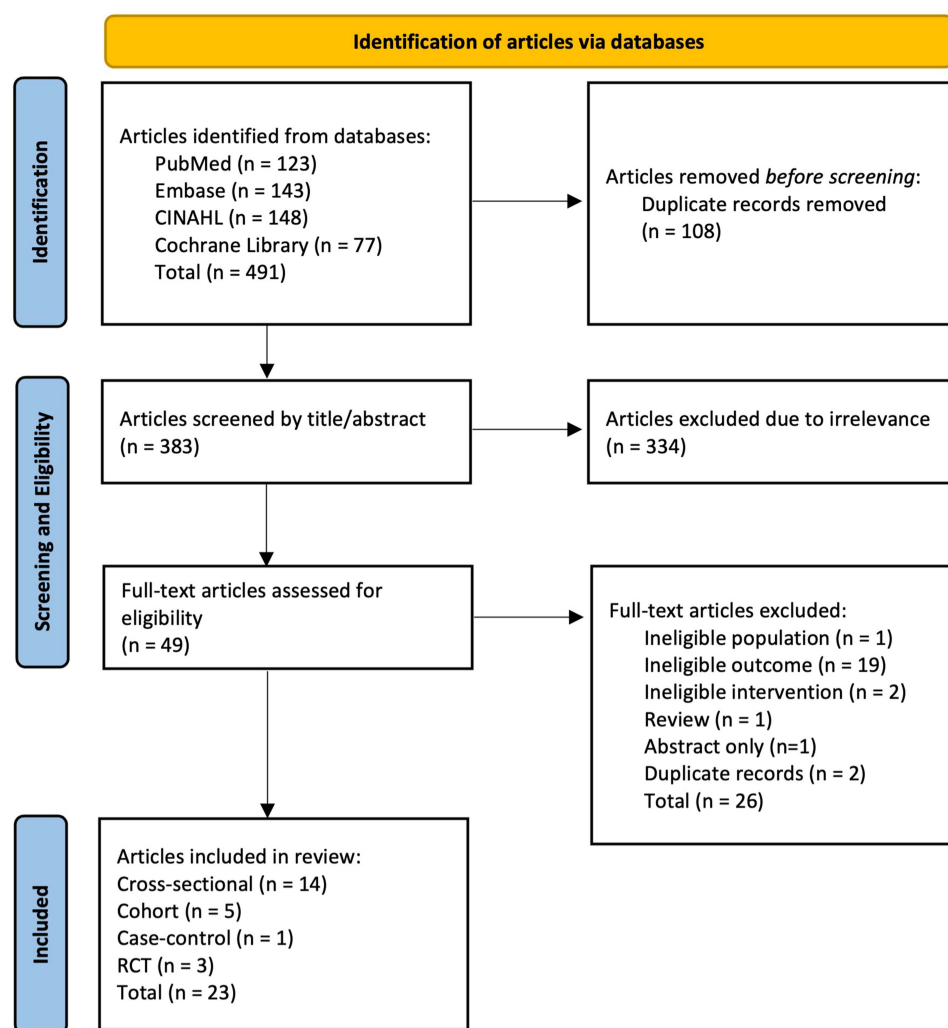 Identification of articles via databases
Identification
Articles identified from databases:
PubMed (n = 123)
Embase (n = 143)
CINAHL (n = 148)
Cochrane Library (n = 77)
Total (n = 491)
Articles removed before screening:
Duplicate records removed
(n = 108)
Screening and Eligibility
Articles screened by title/abstract
(n = 383)
Articles excluded due to irrelevance
(n = 334)
Full-text articles assessed for
eligibility
(n = 49)
Full-text articles excluded:
Ineligible population (n = 1)
Ineligible outcome (n = 19)
Ineligible intervention (n = 2)
Review (n = 1)
Abstract only (n=1)
Duplicate records (n = 2)
Total (n = 26)
Included
Articles included in review:
Cross-sectional (n = 14)
Cohort (n = 5)
Case-control (n = 1)
RCT (n = 3)
Total (n = 23)